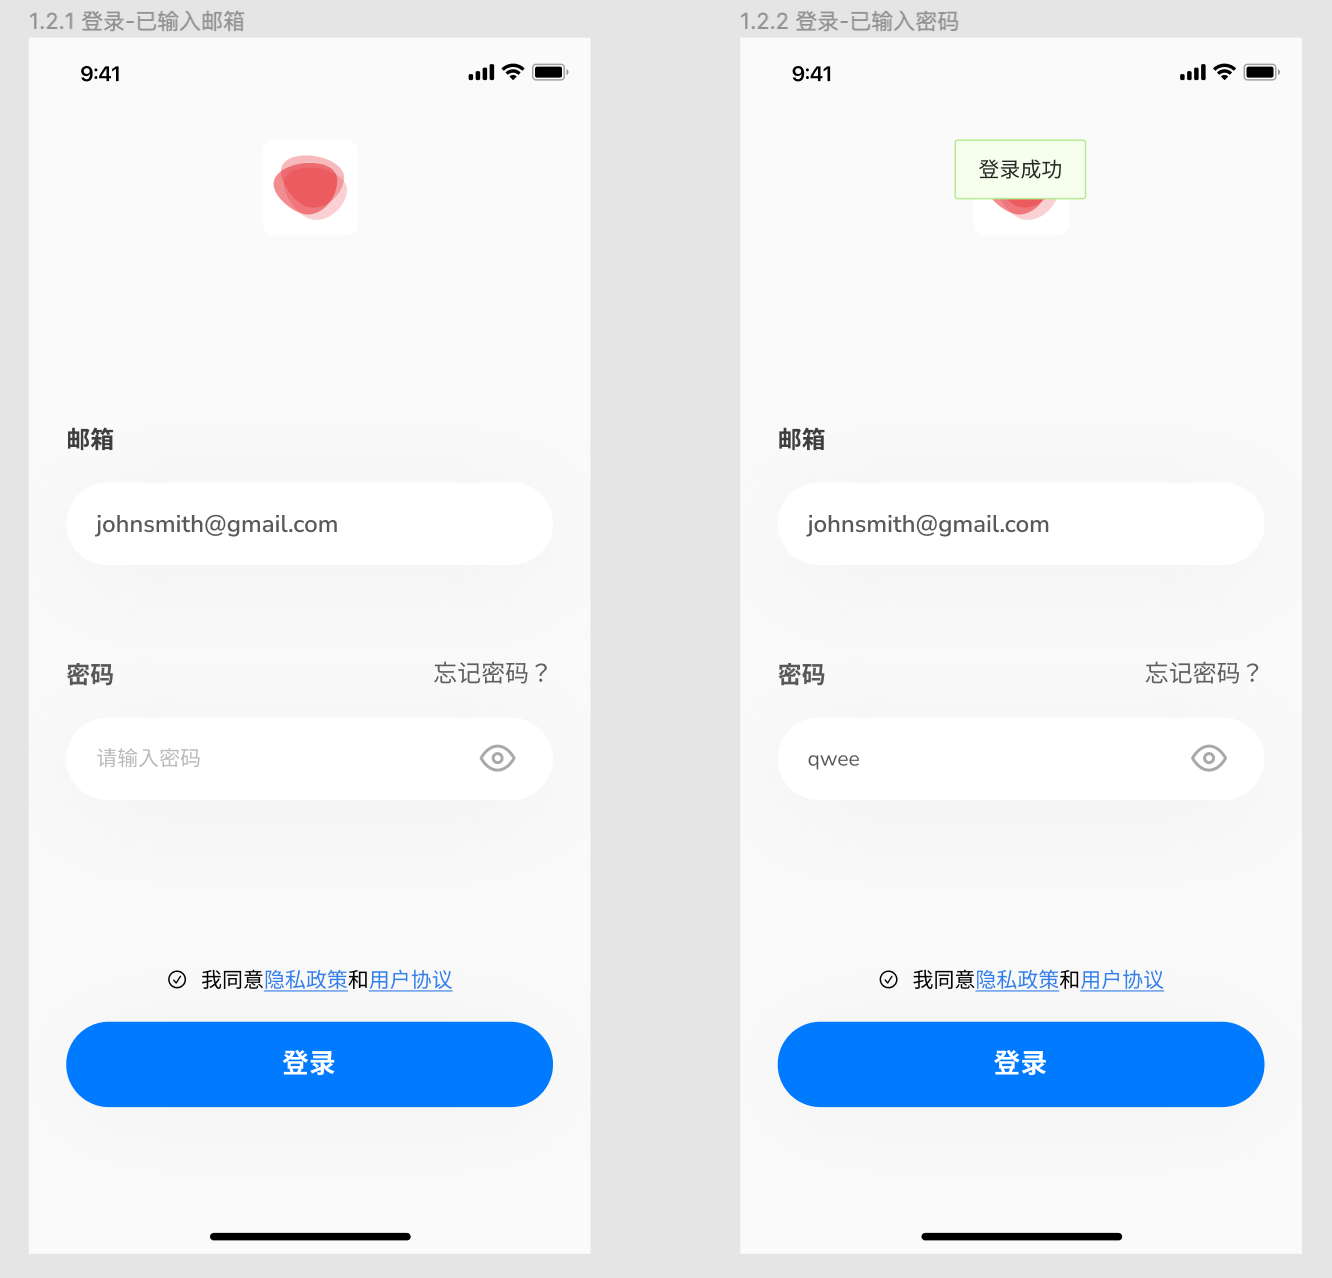 1.2.1 登录-已输入邮箱
9:41
邮箱
johnsmith@gmail.com
密码
忘记密码？
请输入密码
我同意隐私政策和用户协议
登录
1.2.2 登录-已输入密码
9:41
登录成功
邮箱
johnsmith@gmail.com
密码
忘记密码？
qwee
我同意隐私政策和用户协议
登录